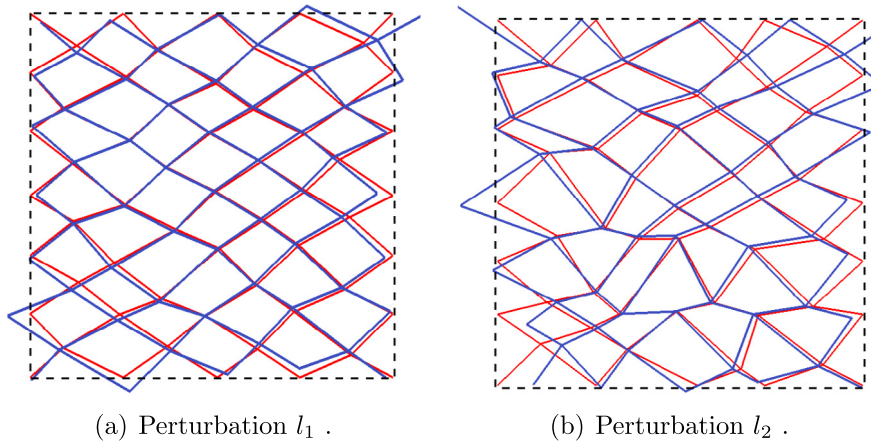 (a) Perturbation l₁ .
(b) Perturbation l₂ .